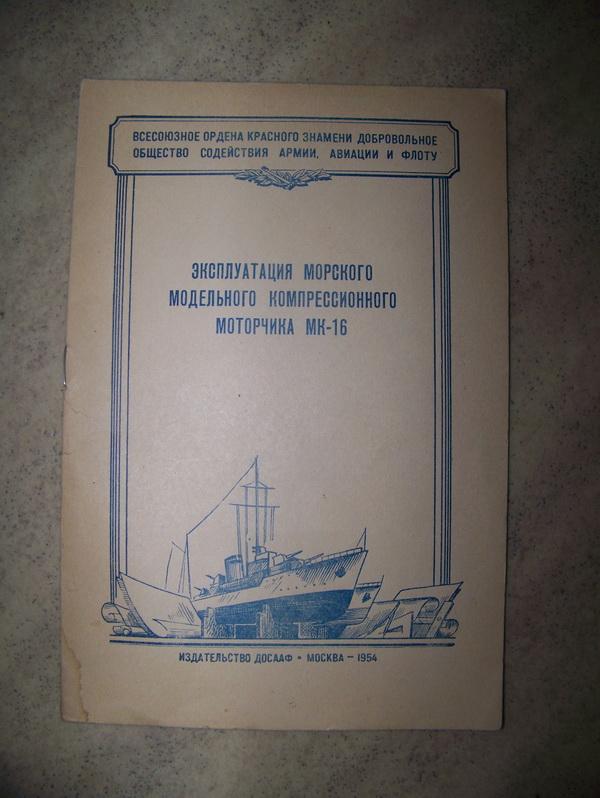 ВСЕСОЮЗНОЕ ОРДЕНА КРАСНОГО ЗНАМЕНИ ДОБРОВОЛЬНОЕ
ОБЩЕСТВО СОДЕЙСТВИЯ АРМИИ, АВИАЦИИ И ФЛОТУ
ЭКСПЛУАТАЦИЯ МОРСКОГО
МОДЕЛЬНОГО КОМПРЕССИОННОГО
МОТОРЧИКА МК-16
ИЗДАТЕЛЬСТВО ДОСААФ • МОСКВА – 1954